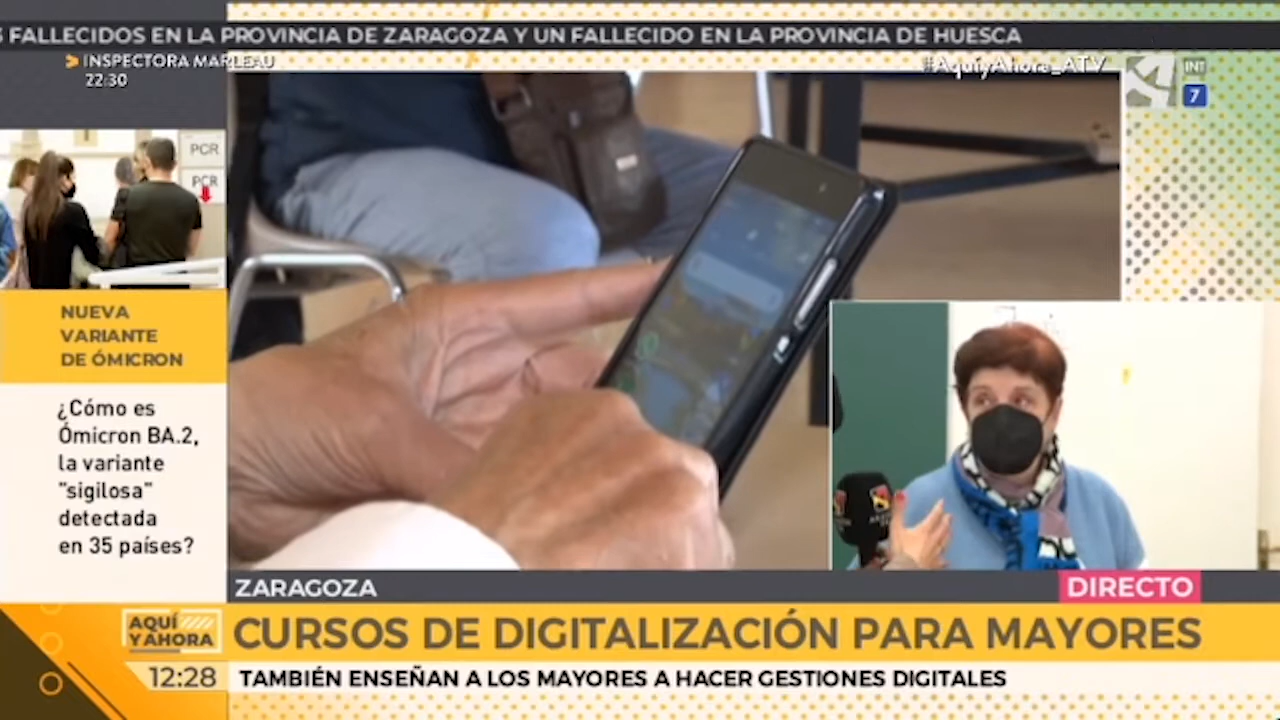 FALLECIDOS EN LA PROVINCIA DE ZARAGOZA Y UN FALLECIDO EN LA PROVINCIA DE HUESCA
INSPECTORA MARLEAU
22:30
#AquíyAhora_ATV
INT
7
PCR
PCR
NUEVA
VARIANTE
DE ÓMICRON
¿Cómo es
Ómicron BA.2,
la variante
"sigilosa"
detectada
en 35 países?
ZARAGOZA
DIRECTO
AQUÍ
Y AHORA
CURSOS DE DIGITALIZACIÓN PARA MAYORES
12:28
TAMBIÉN ENSEÑAN A LOS MAYORES A HACER GESTIONES DIGITALES